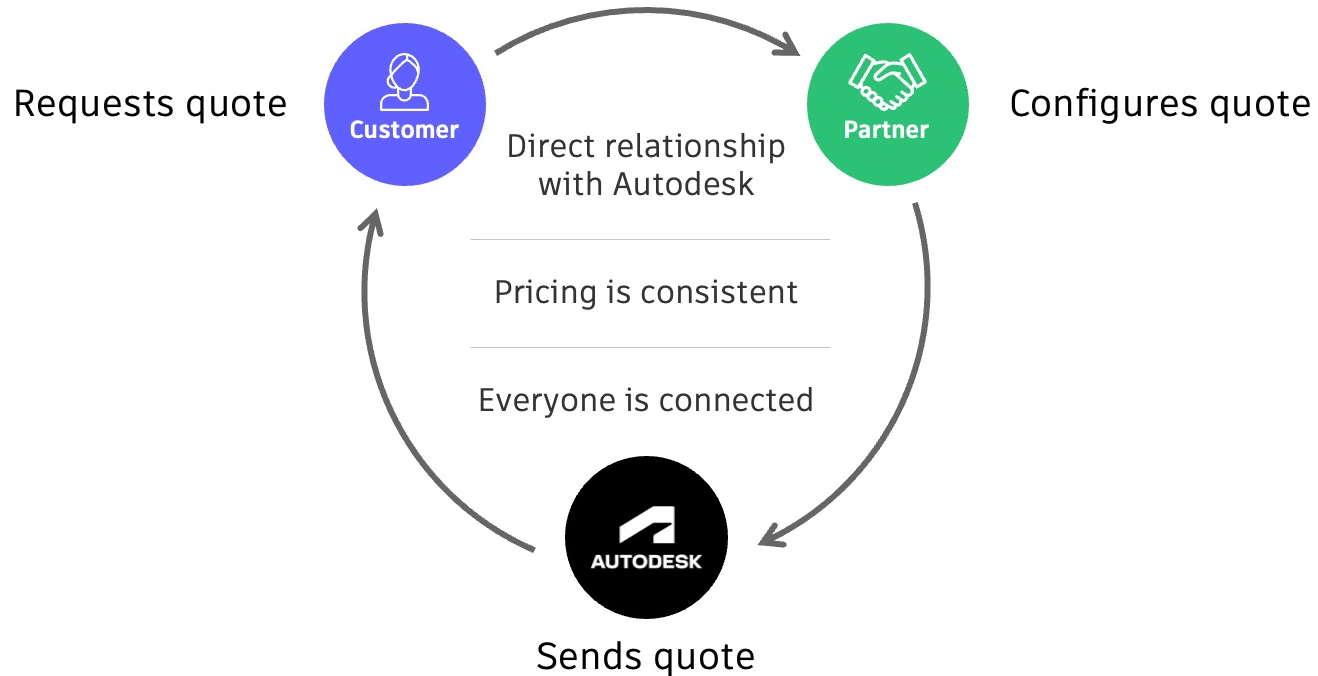 Requests quote
Customer
Partner
Configures quote
Direct relationship
with Autodesk
Pricing is consistent
Everyone is connected
AUTODESK
Sends quote